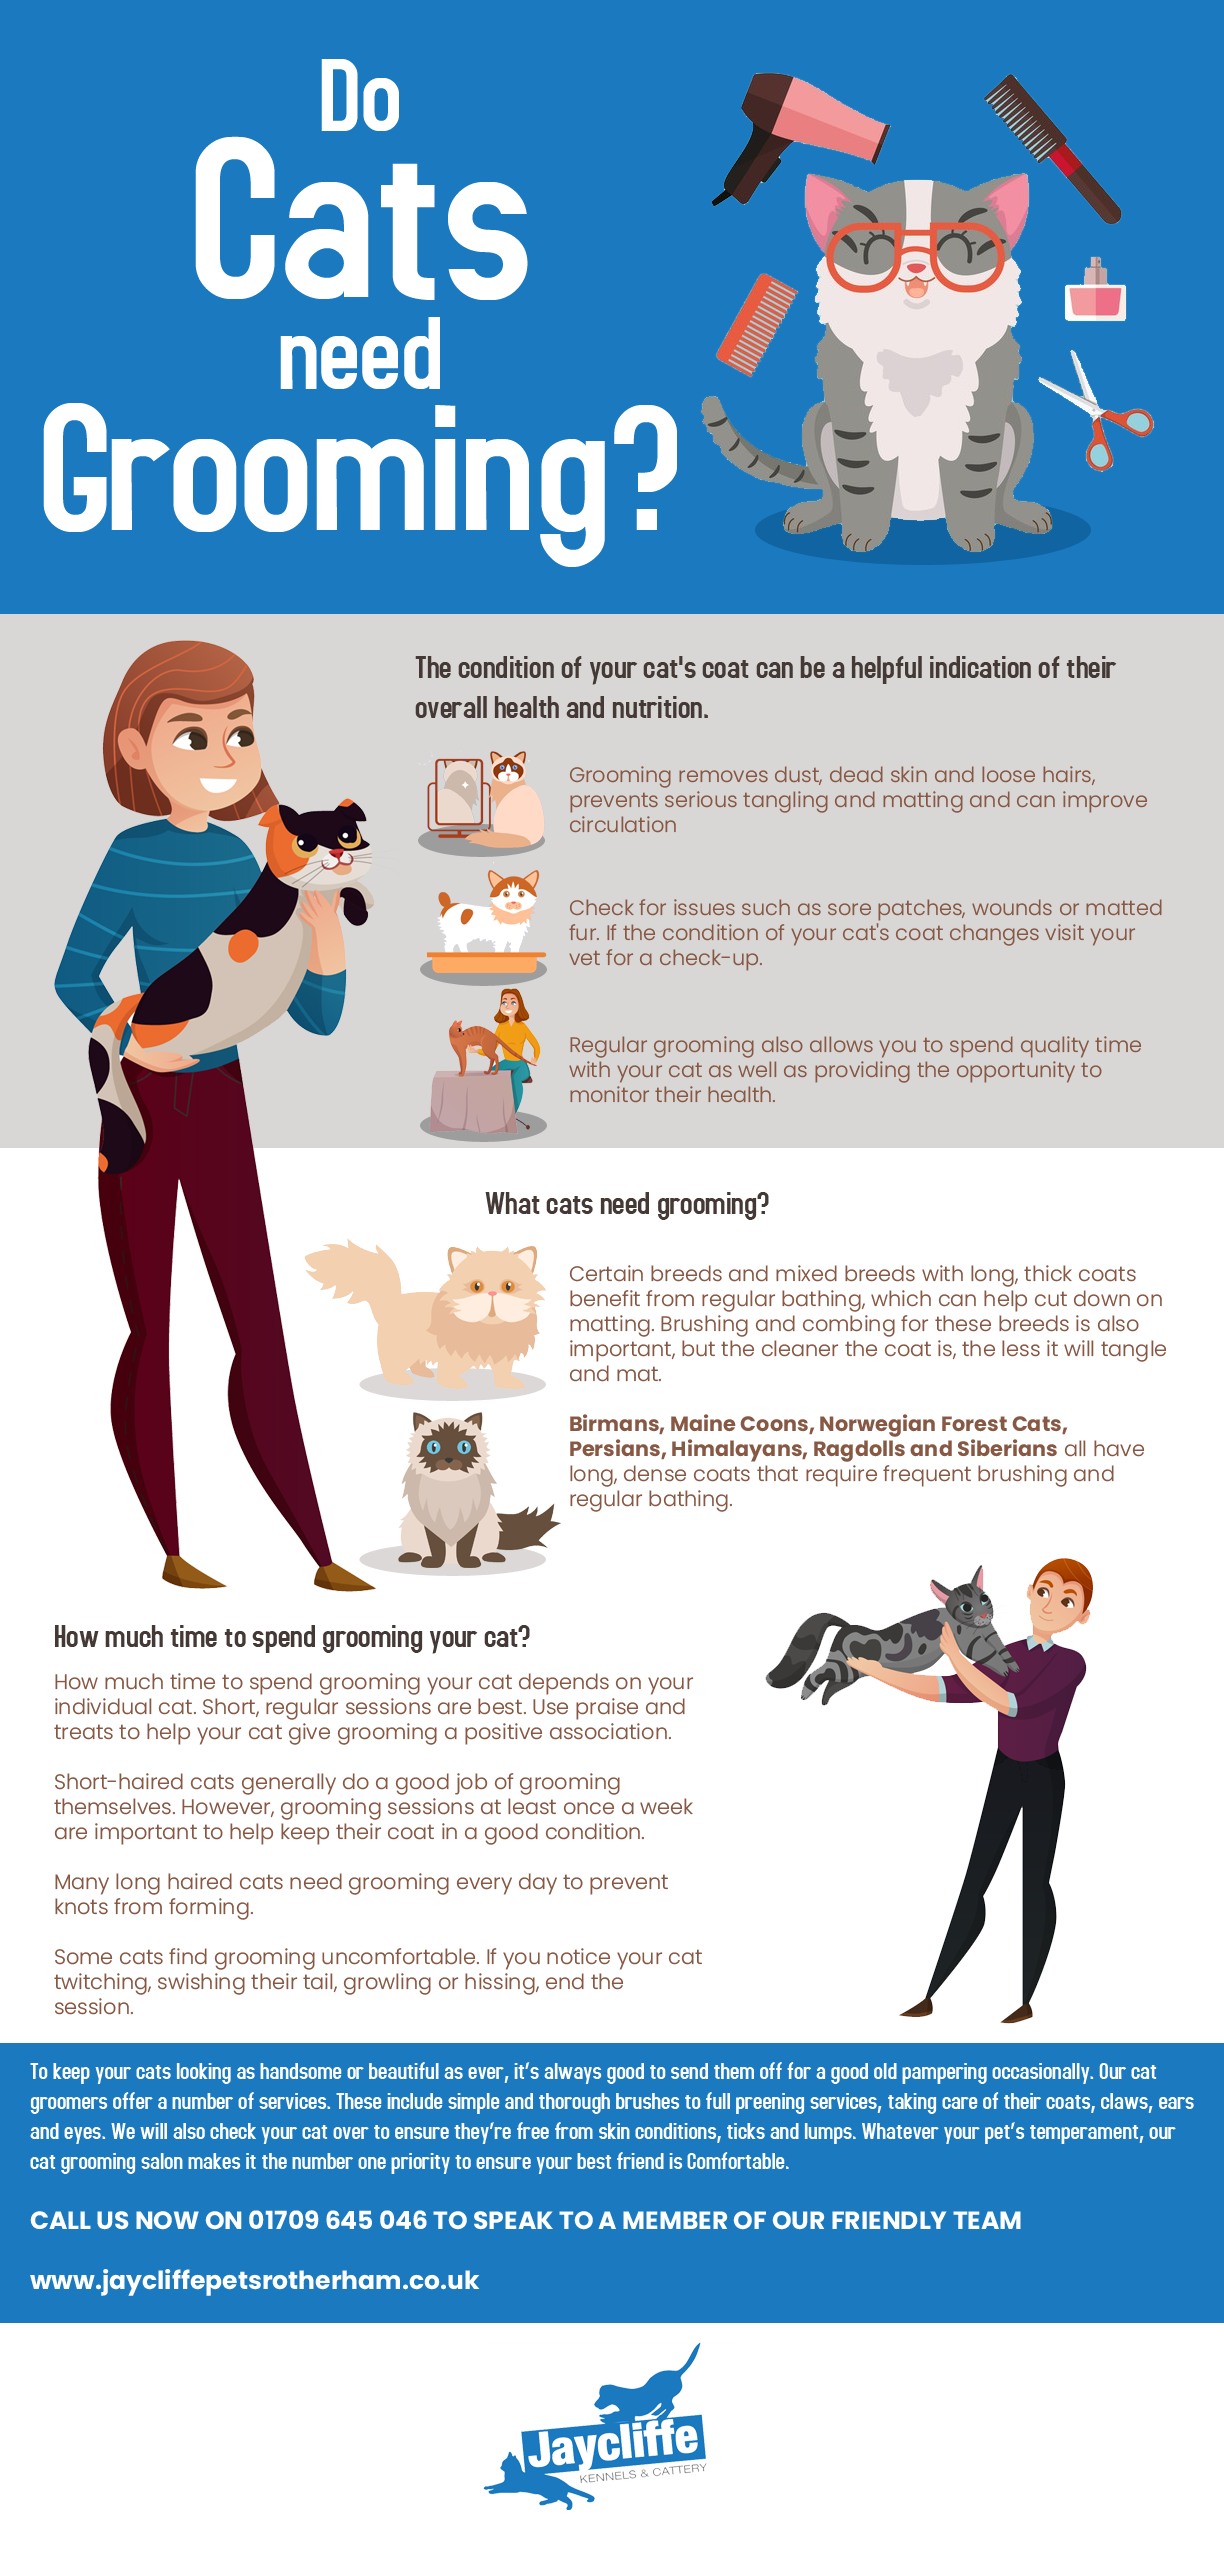 Do
Cats
need
Grooming?
The condition of your cat's coat can be a helpful indication of their
overall health and nutrition.
Grooming removes dust, dead skin and loose hairs,
prevents serious tangling and matting and can improve
circulation
Check for issues such as sore patches, wounds or matted
fur. If the condition of your cat's coat changes visit your
vet for a check-up.
Regular grooming also allows you to spend quality time
with your cat as well as providing the opportunity to
monitor their health.
What cats need grooming?
Certain breeds and mixed breeds with long, thick coats
benefit from regular bathing, which can help cut down on
matting. Brushing and combing for these breeds is also
important, but the cleaner the coat is, the less it will tangle
and mat.
Birmans, Maine Coons, Norwegian Forest Cats,
Persians, Himalayans, Ragdolls and Siberians all have
long, dense coats that require frequent brushing and
regular bathing.
How much time to spend grooming your cat?
How much time to spend grooming your cat depends on your
individual cat. Short, regular sessions are best. Use praise and
treats to help your cat give grooming a positive association.
Short-haired cats generally do a good job of grooming
themselves. However, grooming sessions at least once a week
are important to help keep their coat in a good condition.
Many long haired cats need grooming every day to prevent
knots from forming.
Some cats find grooming uncomfortable. If you notice your cat
twitching, swishing their tail, growling or hissing, end the
session.
To keep your cats looking as handsome or beautiful as ever, it's always good to send them off for a good old pampering occasionally. Our cat
groomers offer a number of services. These include simple and thorough brushes to full preening services, taking care of their coats, claws, ears
and eyes. We will also check your cat over to ensure they're free from skin conditions, ticks and lumps. Whatever your pet's temperament, our
cat grooming salon makes it the number one priority to ensure your best friend is Comfortable.
CALL US NOW ON 01709 645 046 TO SPEAK TO A MEMBER OF OUR FRIENDLY TEAM
www.jaycliffepetsrotherham.co.uk
Jaycliffe
KENNELS & CATTERY